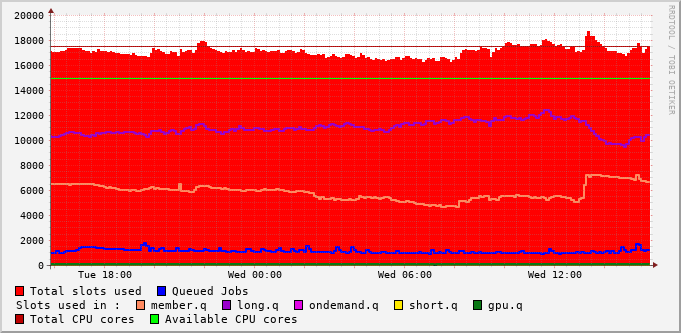 20000
18000
16000
14000
12000
10000
8000
6000
4000
2000
0
Tue 18:00 Wed 00:00 Wed 06:00 Wed 12:00
RRDTOOL / TOBI OETIKER
Total slots used Queued Jobs
Slots used in : member.q long.q ondemand.q short.q gpu.q
Total CPU cores Available CPU cores